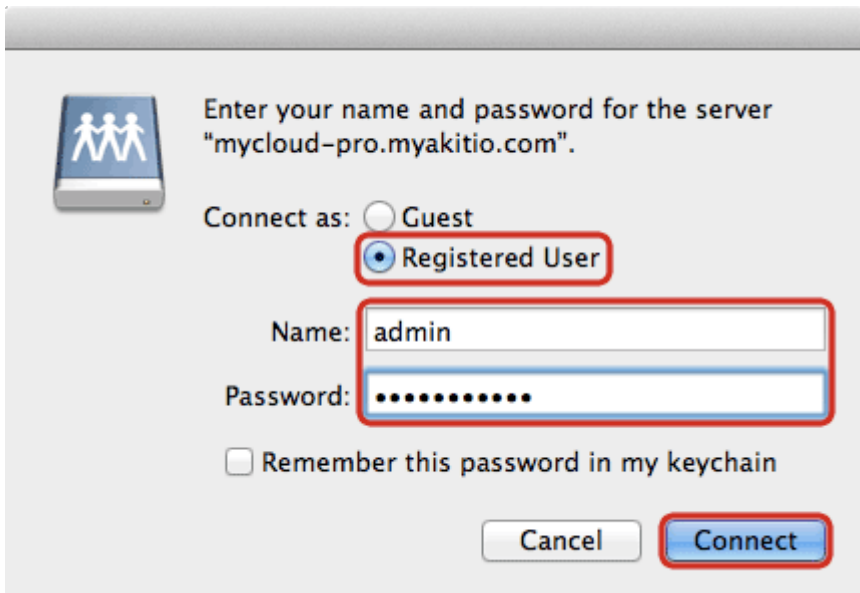 Enter your name and password for the server
“mycloud-pro.myakitio.com”.
Connect as: Guest
Registered User
Name: admin
Password: •••••••••••
Remember this password in my keychain
Cancel Connect